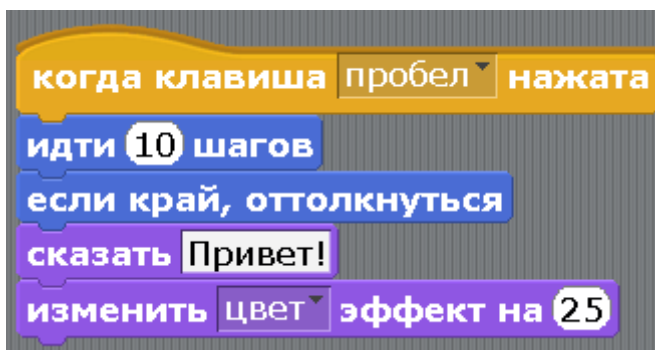 когда клавиша пробел нажата
идти 10 шагов
если край, оттолкнуться
сказать Привет!
изменить цвет эффект на 25